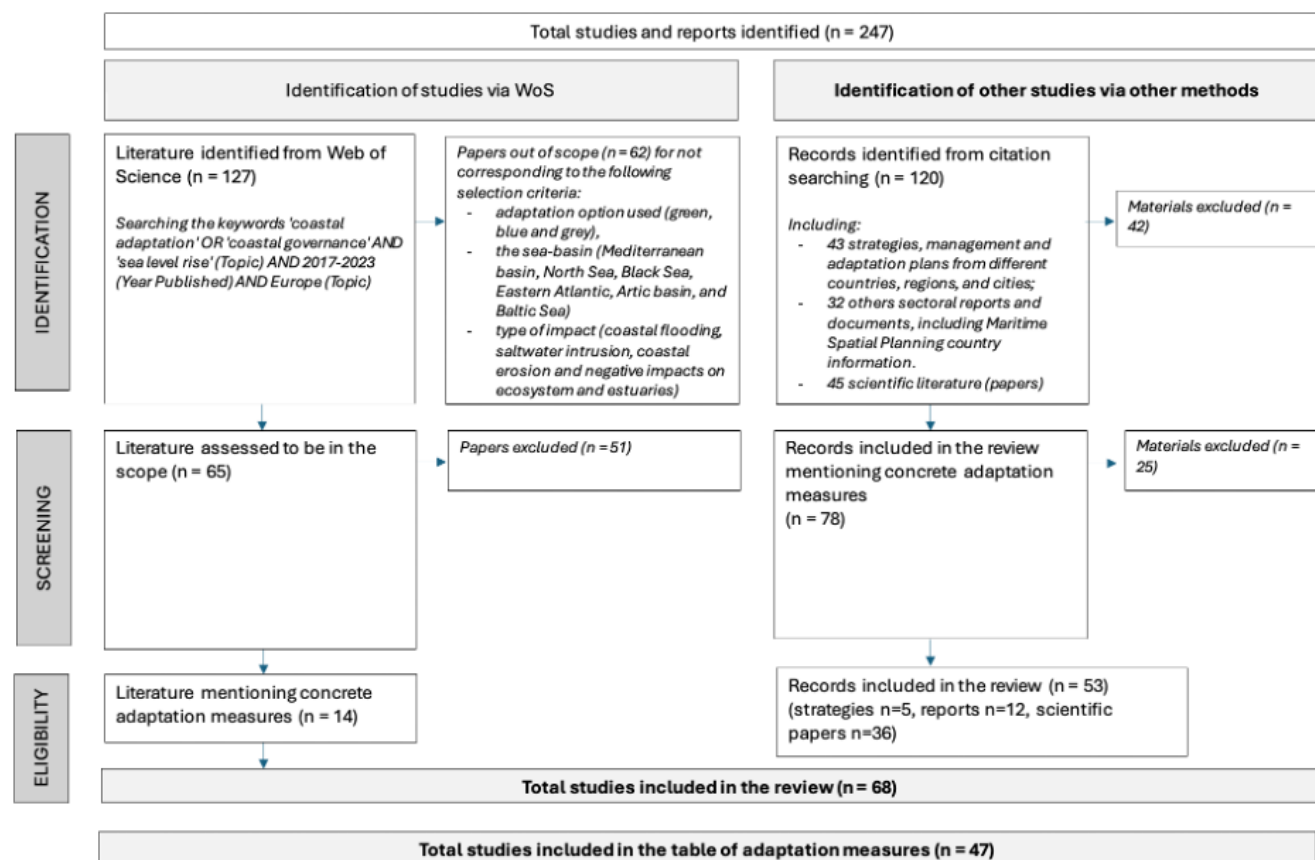 Total studies and reports identified (n = 247)
Identification of studies via WoS
Identification of other studies via other methods
IDENTIFICATION
Literature identified from Web of
Science (n = 127)
Searching the keywords 'coastal
adaptation' OR 'coastal governance' AND
'sea level rise' (Topic) AND 2017-2023
(Year Published) AND Europe (Topic)
Papers out of scope (n = 62) for not
corresponding to the following
selection criteria:
- adaptation option used (green,
blue and grey),
- the sea-basin (Mediterranean
basin, North Sea, Black Sea,
Eastern Atlantic, Artic basin, and
Baltic Sea)
- type of impact (coastal flooding,
saltwater intrusion, coastal
erosion and negative impacts on
ecosystem and estuaries)
Records identified from citation
searching (n = 120)
Including:
- 43 strategies, management and
adaptation plans from different
countries, regions, and cities;
- 32 others sectoral reports and
documents, including Maritime
Spatial Planning country
information.
- 45 scientific literature (papers)
Materials excluded (n =
42)
SCREENING
Literature assessed to be in the
scope (n = 65)
Papers excluded (n = 51)
Records included in the review
mentioning concrete adaptation
measures
(n = 78)
Materials excluded (n =
25)
ELIGIBILITY
Literature mentioning concrete
adaptation measures (n = 14)
Records included in the review (n = 53)
(strategies n=5, reports n=12, scientific
papers n=36)
Total studies included in the review (n = 68)
Total studies included in the table of adaptation measures (n = 47)